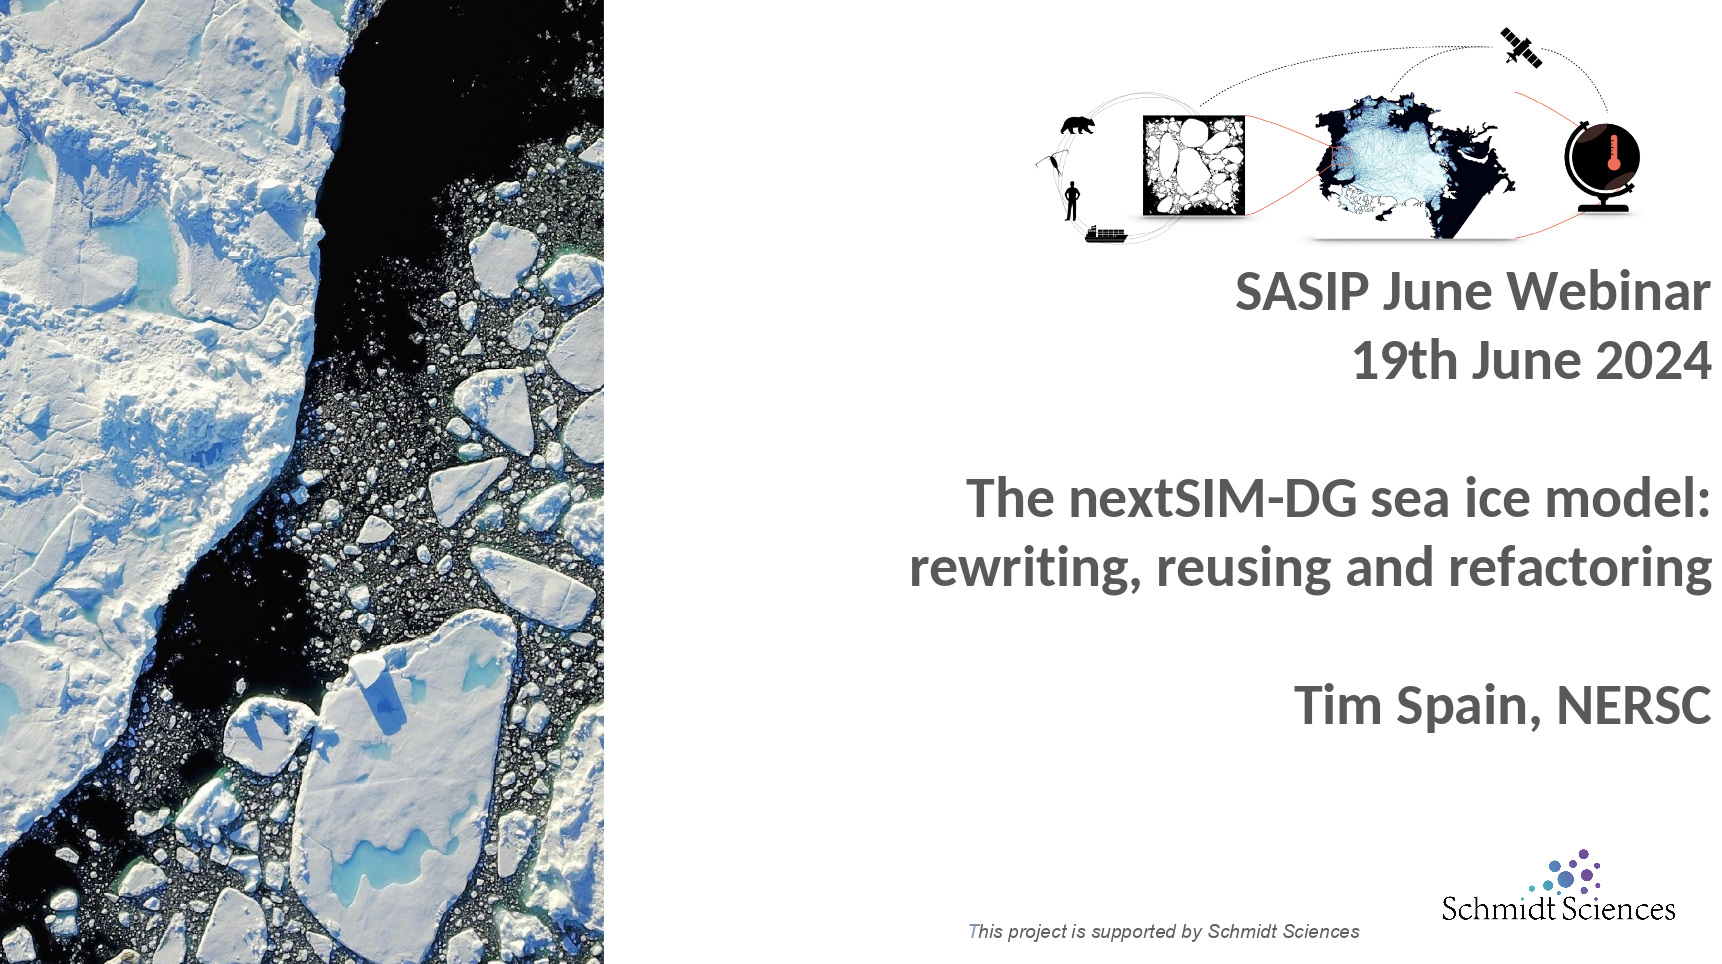 SASIP June Webinar
19th June 2024
The nextSIM-DG sea ice model:
rewriting, reusing and refactoring
Tim Spain, NERSC
Schmidt Sciences
This project is supported by Schmidt Sciences